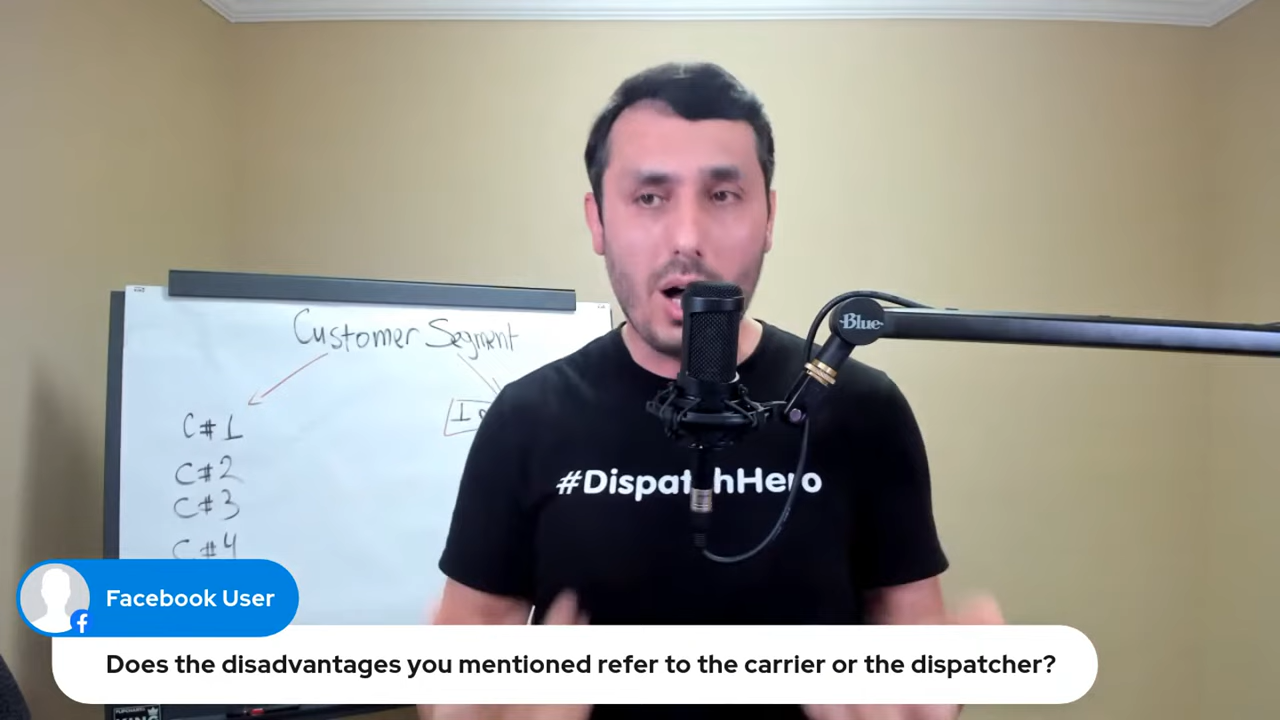 Customer Segment
C#1
C#2
C#3
C#4
Blue
#DispatchHero
Facebook User
Does the disadvantages you mentioned refer to the carrier or the dispatcher?